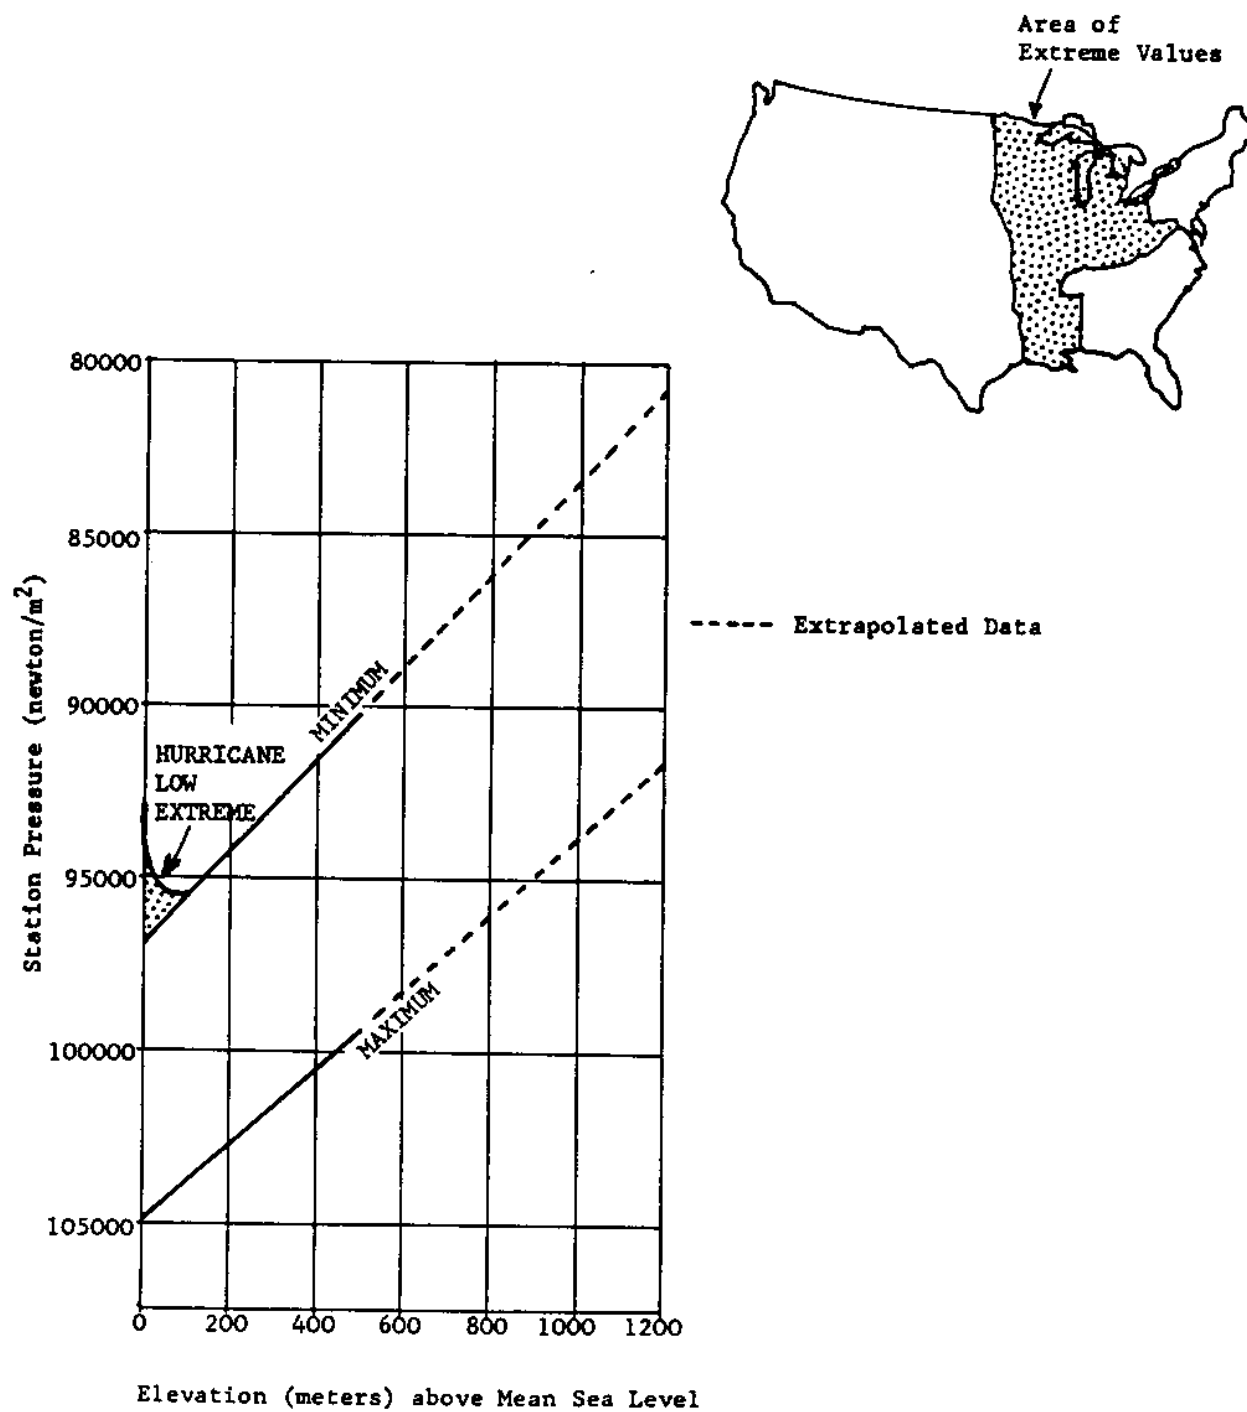 Area of
Extreme Values
80000
85000
90000
95000
100000
105000
Station Pressure (newton/m²)
MINIMUM
HURRICANE
LOW
EXTREME
MAXIMUM
---- Extrapolated Data
0 200 400 600 800 1000 1200
Elevation (meters) above Mean Sea Level